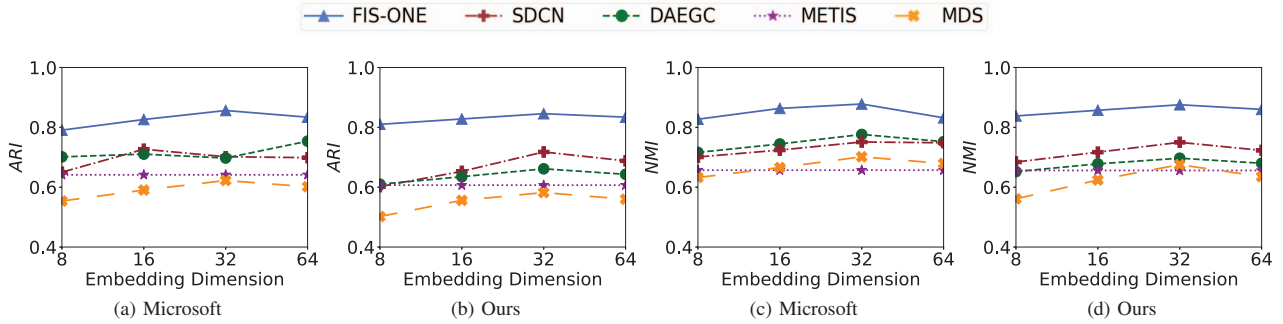 FIS-ONE SDCN DAEGC METIS MDS
1.0
0.8
0.6
0.4
ARI
8 16 32 64
Embedding Dimension
(a) Microsoft
1.0
0.8
0.6
0.4
ARI
8 16 32 64
Embedding Dimension
(b) Ours
1.0
0.8
0.6
0.4
NMI
8 16 32 64
Embedding Dimension
(c) Microsoft
1.0
0.8
0.6
0.4
NMI
8 16 32 64
Embedding Dimension
(d) Ours